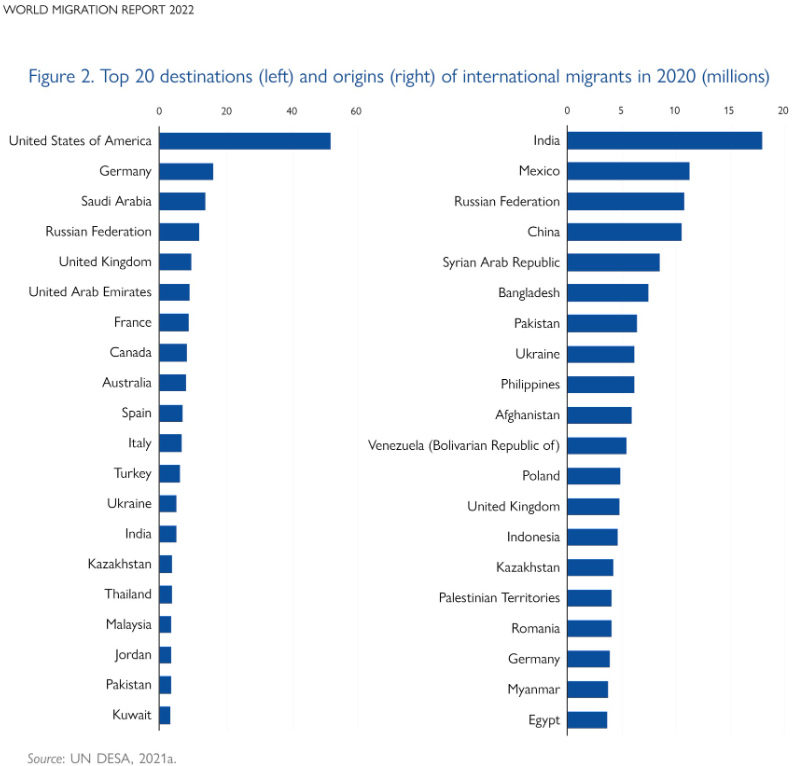 WORLD MIGRATION REPORT 2022
Figure 2. Top 20 destinations (left) and origins (right) of international migrants in 2020 (millions)
0 20 40 60
United States of America
Germany
Saudi Arabia
Russian Federation
United Kingdom
United Arab Emirates
France
Canada
Australia
Spain
Italy
Turkey
Ukraine
India
Kazakhstan
Thailand
Malaysia
Jordan
Pakistan
Kuwait
0 5 10 15 20
India
Mexico
Russian Federation
China
Syrian Arab Republic
Bangladesh
Pakistan
Ukraine
Philippines
Afghanistan
Venezuela (Bolivarian Republic of)
Poland
United Kingdom
Indonesia
Kazakhstan
Palestinian Territories
Romania
Germany
Myanmar
Egypt
Source: UN DESA, 2021a.